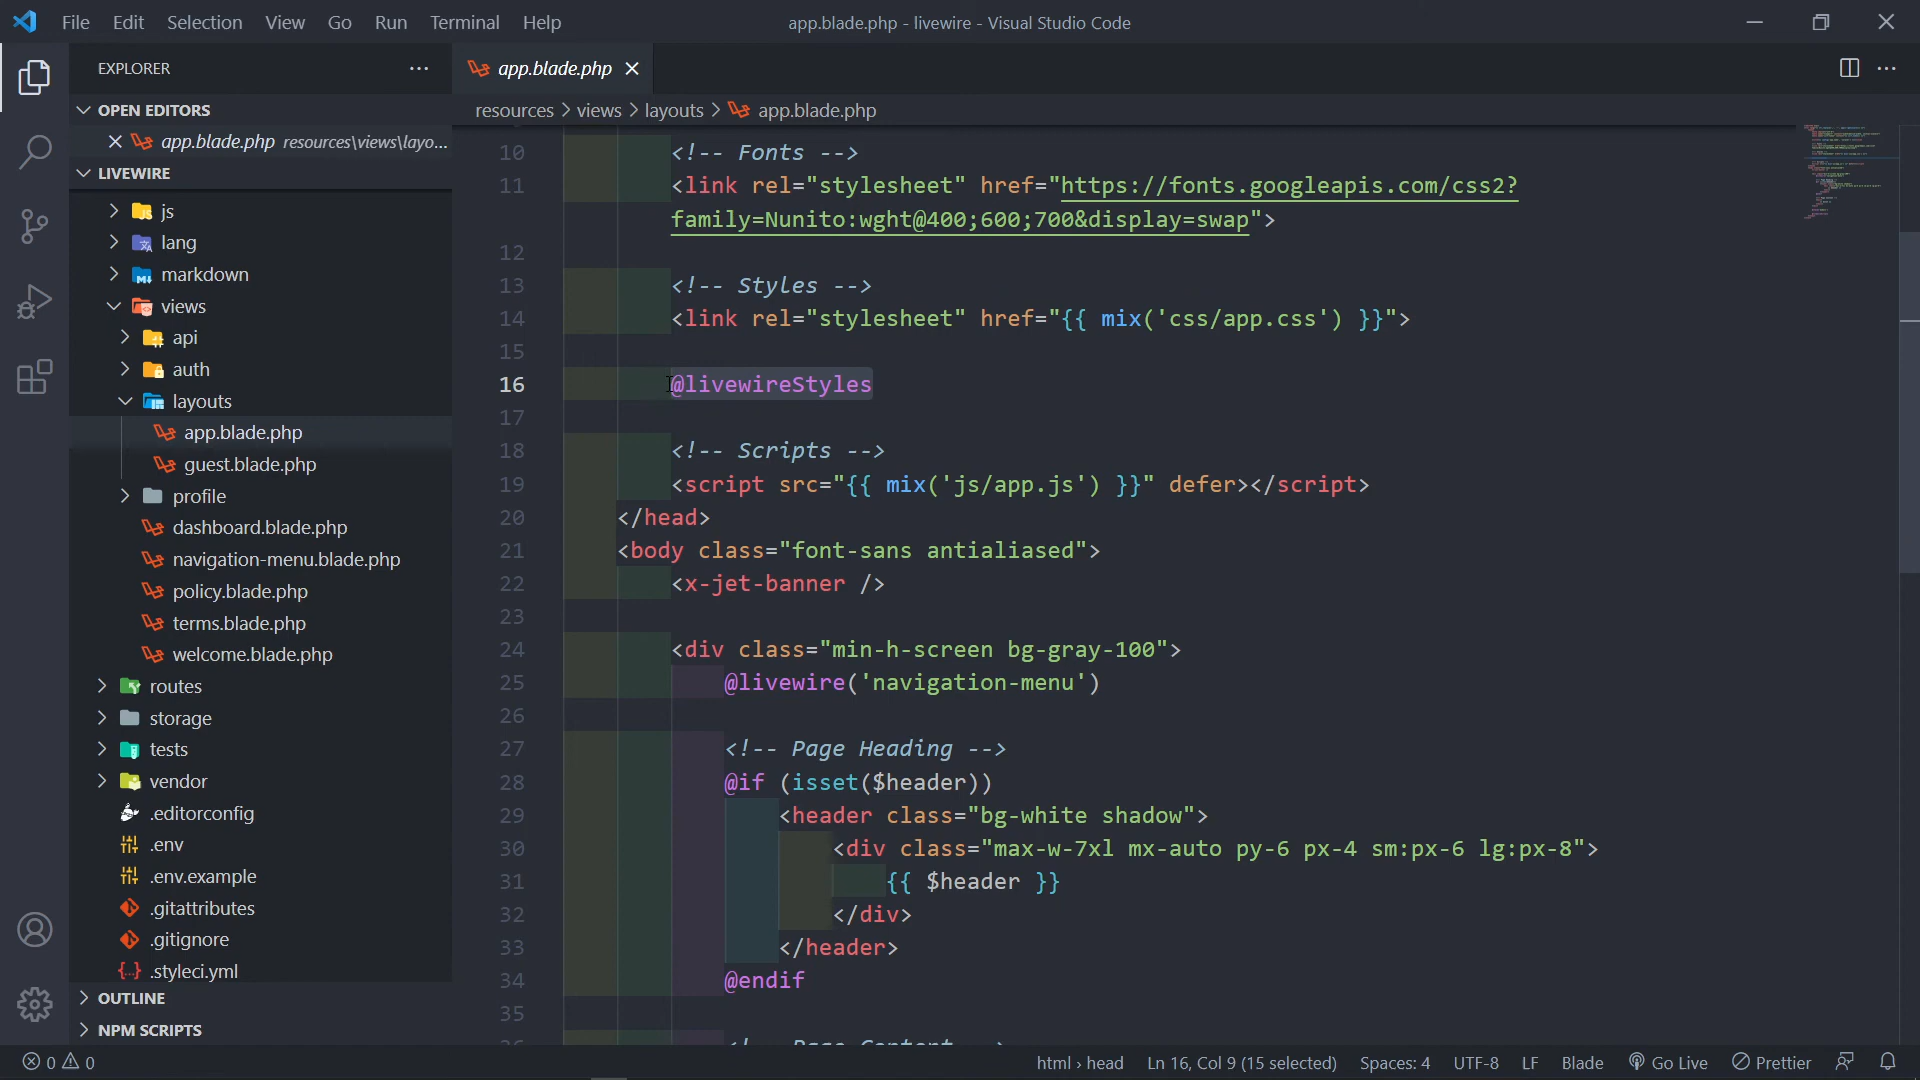 File Edit Selection View Go Run Terminal Help
app.blade.php - livewire - Visual Studio Code
EXPLORER
OPEN EDITORS
app.blade.php resources\views\layo...
LIVEWIRE
js
lang
markdown
views
api
auth
layouts
app.blade.php
guest.blade.php
profile
dashboard.blade.php
navigation-menu.blade.php
policy.blade.php
terms.blade.php
welcome.blade.php
routes
storage
tests
vendor
.editorconfig
.env
.env.example
.gitattributes
.gitignore
.styleci.yml
OUTLINE
NPM SCRIPTS
app.blade.php
resources > views > layouts > app.blade.php
10 <!-- Fonts -->
11 <link rel="stylesheet" href="https://fonts.googleapis.com/css2?
family=Nunito:wght@400;600;700&display=swap">
12
13 <!-- Styles -->
14 <link rel="stylesheet" href="{{ mix('css/app.css') }}">
15
16 @livewireStyles
17
18 <!-- Scripts -->
19 <script src="{{ mix('js/app.js') }}" defer></script>
20 </head>
21 <body class="font-sans antialiased">
22 <x-jet-banner />
23
24 <div class="min-h-screen bg-gray-100">
25 @livewire('navigation-menu')
26
27 <!-- Page Heading -->
28 @if (isset($header))
29 <header class="bg-white shadow">
30 <div class="max-w-7xl mx-auto py-6 px-4 sm:px-6 lg:px-8">
31 {{ $header }}
32 </div>
33 </header>
34 @endif
35
36 <!-- Page Content -->
0 0
html > head Ln 16, Col 9 (15 selected) Spaces: 4 UTF-8 LF Blade Go Live Prettier